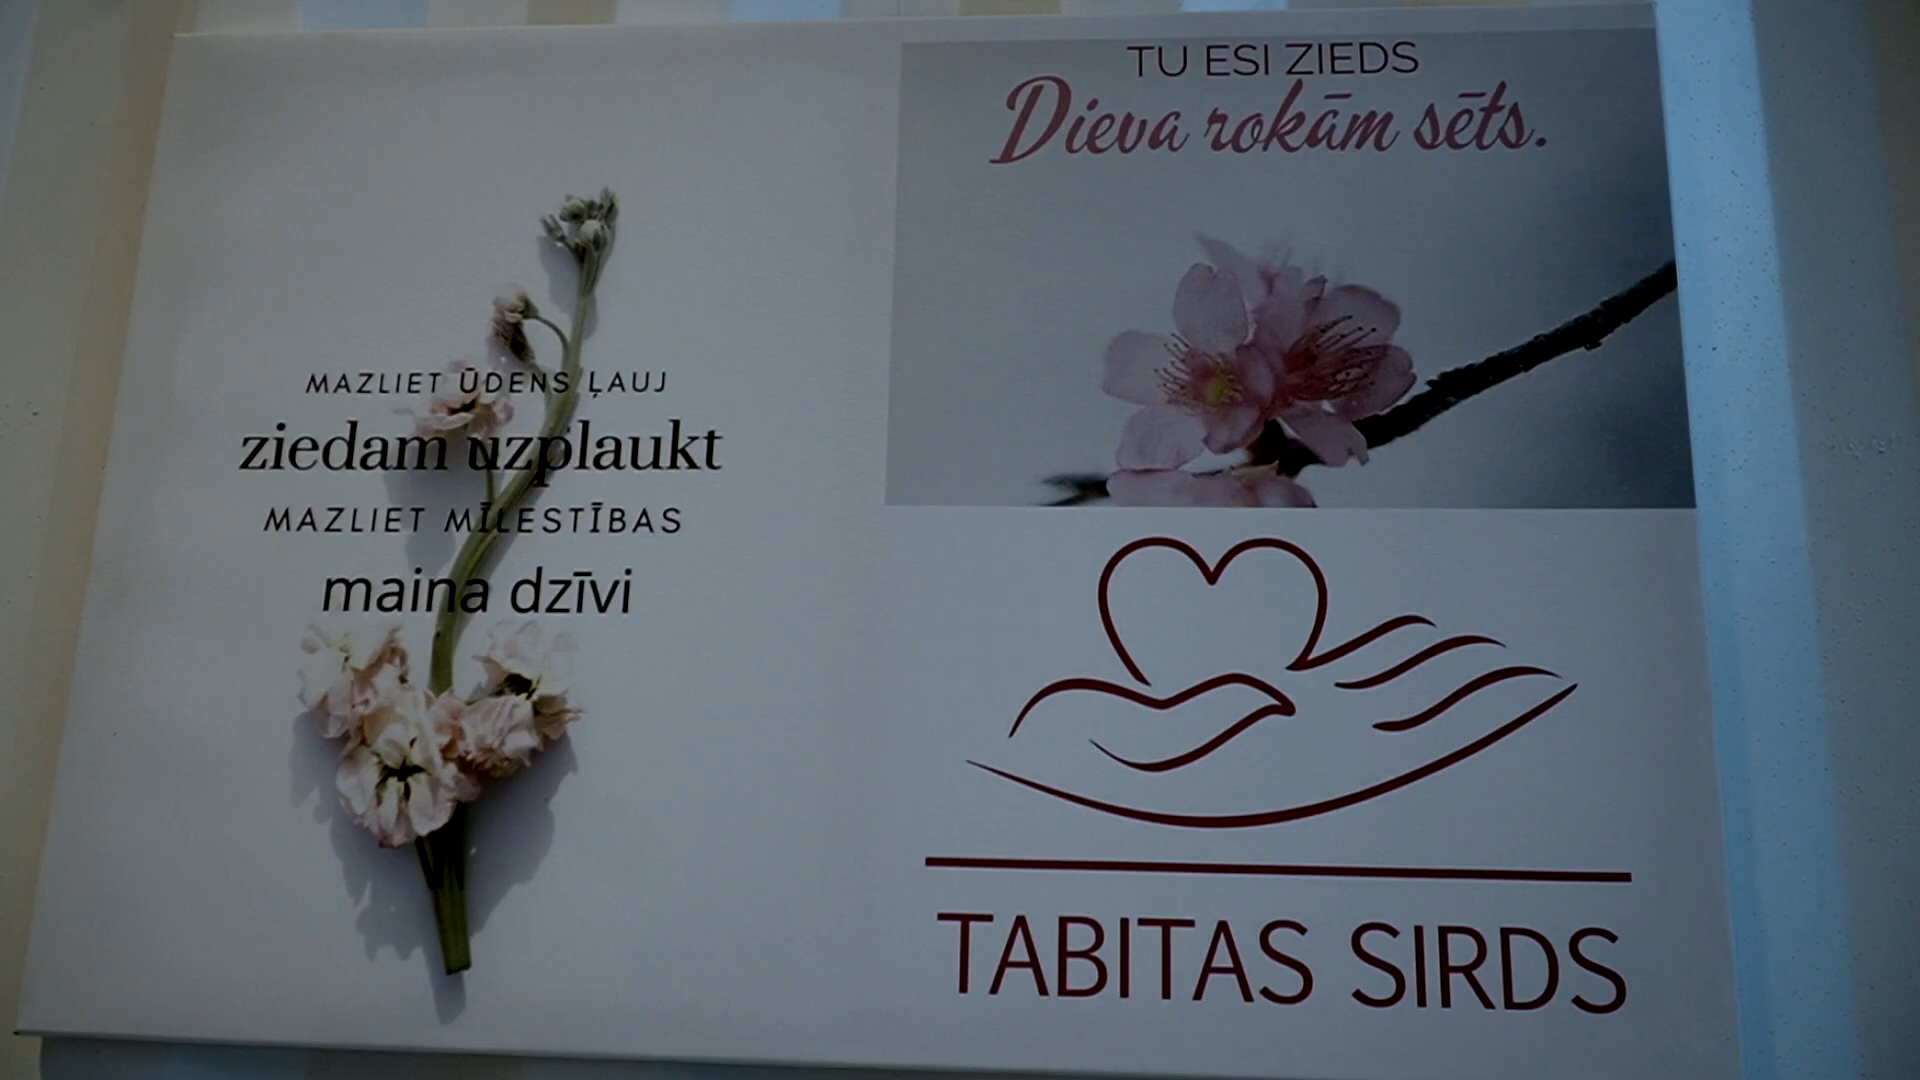 MAZLIET ŪDENS ĻAUJ
ziedam uzplaukt
MAZLIET MĪLESTĪBAS
maina dzīvi
TU ESI ZIEDS
Dieva rokām sēts.
TABITAS SIRDS